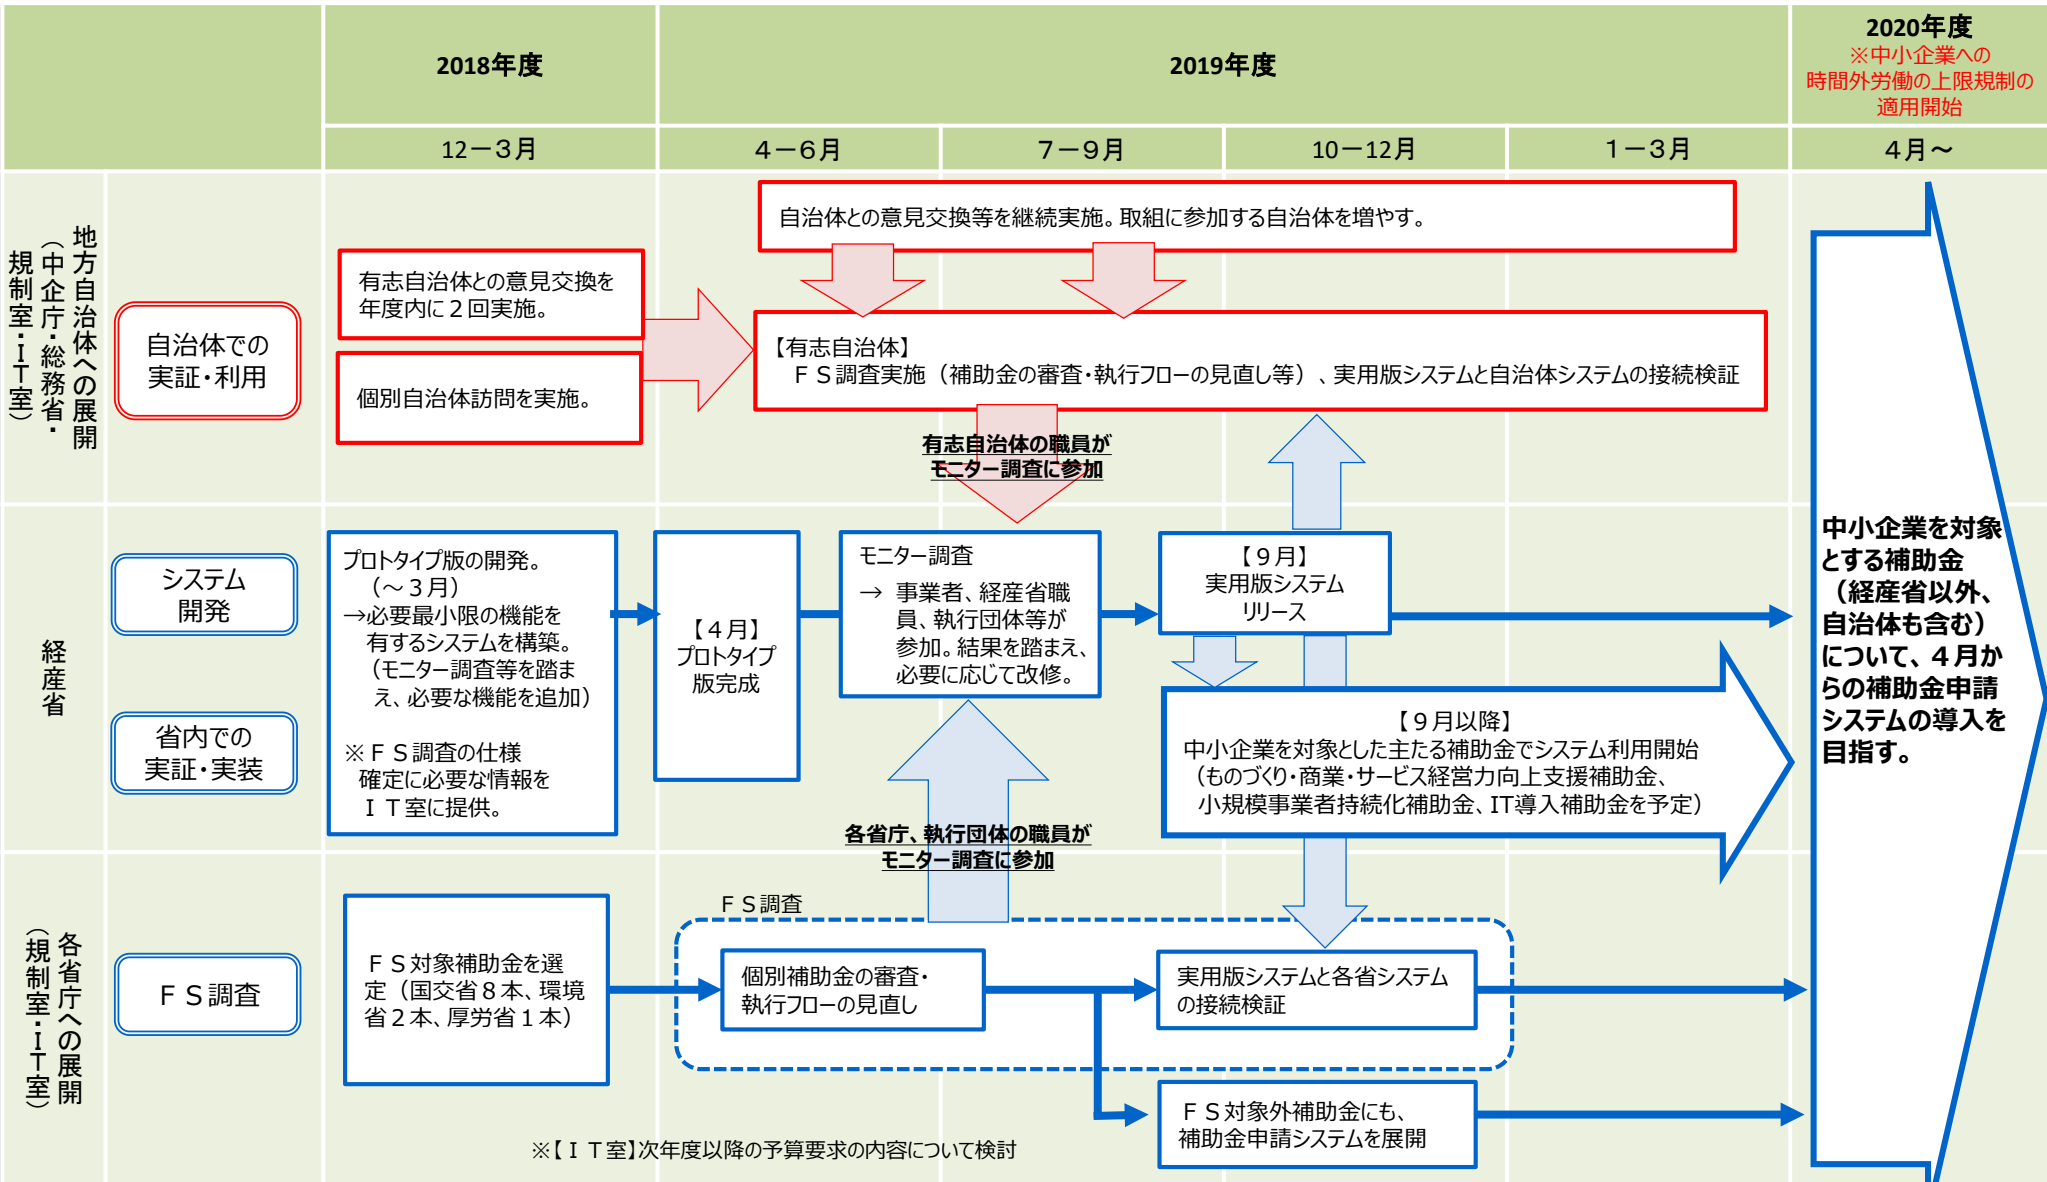 2018年度
2019年度
2020年度
※中小企業への
時間外労働の上限規制の
適用開始
12－３月
４－６月
７－９月
10－12月
１－３月
４月～
地方自治体への展開
（中企庁・総務省・
規制室・IT室）
自治体での
実証・利用
有志自治体との意見交換を
年度内に２回実施。
個別自治体訪問を実施。
自治体との意見交換等を継続実施。取組に参加する自治体を増やす。
【有志自治体】
ＦＳ調査実施（補助金の審査・執行フローの見直し等）、実用版システムと自治体システムの接続検証
有志自治体の職員が
モニター調査に参加
経産省
システム
開発
省内での
実証・実装
プロトタイプ版の開発。
（～３月）
→必要最小限の機能を
有するシステムを構築。
（モニター調査等を踏ま
え、必要な機能を追加）
※ＦＳ調査の仕様
確定に必要な情報を
ＩＴ室に提供。
【４月】
プロトタイプ
版完成
モニター調査
→ 事業者、経産省職
員、執行団体等が
参加。結果を踏まえ、
必要に応じて改修。
【９月】
実用版システム
リリース
【９月以降】
中小企業を対象とした主たる補助金でシステム利用開始
（ものづくり・商業・サービス経営力向上支援補助金、
小規模事業者持続化補助金、IT導入補助金を予定）
各省庁、執行団体の職員が
モニター調査に参加
中小企業を対象
とする補助金
（経産省以外、
自治体も含む）
について、４月か
らの補助金申請
システムの導入を
目指す。
各省庁への展開
（規制室・IT室）
ＦＳ調査
ＦＳ対象補助金を選
定（国交省８本、環境
省２本、厚労省１本）
ＦＳ調査
個別補助金の審査・
執行フローの見直し
実用版システムと各省システム
の接続検証
ＦＳ対象外補助金にも、
補助金申請システムを展開
※【ＩＴ室】次年度以降の予算要求の内容について検討